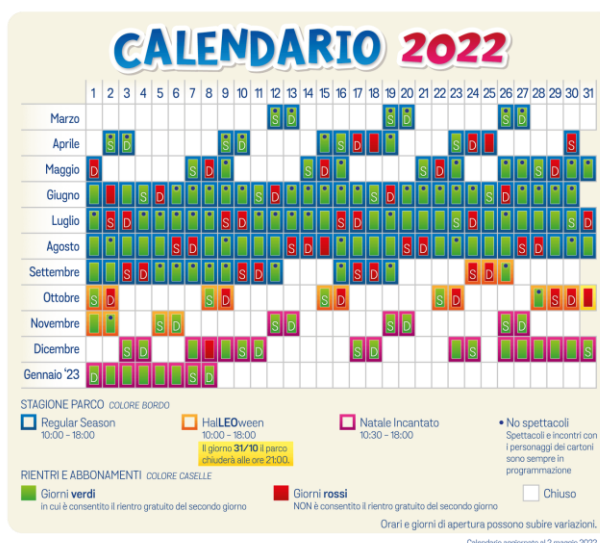 CALENDARIO 2022
1 2 3 4 5 6 7 8 9 10 11 12 13 14 15 16 17 18 19 20 21 22 23 24 25 26 27 28 29 30 31
Marzo S D S D S D
Aprile S D S D S D S D S
Maggio D S D S D S D S D
Giugno S D S D S D S D
Luglio S D S D S D S D S D
Agosto S D S D S D S D
Settembre S D S D S D S D
Ottobre S D S D S D S D S D
Novembre S D S D S D S D
Dicembre S D S D S D S S
Gennaio '23 D S D
STAGIONE PARCO COLORE BORDO
Regular Season
10:00 - 18:00
HalLEOween
10:00 - 18:00
Il giorno 31/10 il parco
chiuderà alle ore 21:00.
Natale Incantato
10:30 - 18:00
• No spettacoli
Spettacoli e incontri con
i personaggi dei cartoni
sono sempre in
programmazione
RIENTRI E ABBONAMENTI COLORE CASELLE
Giorni verdi
in cui è consentito il rientro gratuito del secondo giorno
Giorni rossi
NON è consentito il rientro gratuito del secondo giorno
Chiuso
Orari e giorni di apertura possono subire variazioni.
Calendario aggiornato al 2 maggio 2022